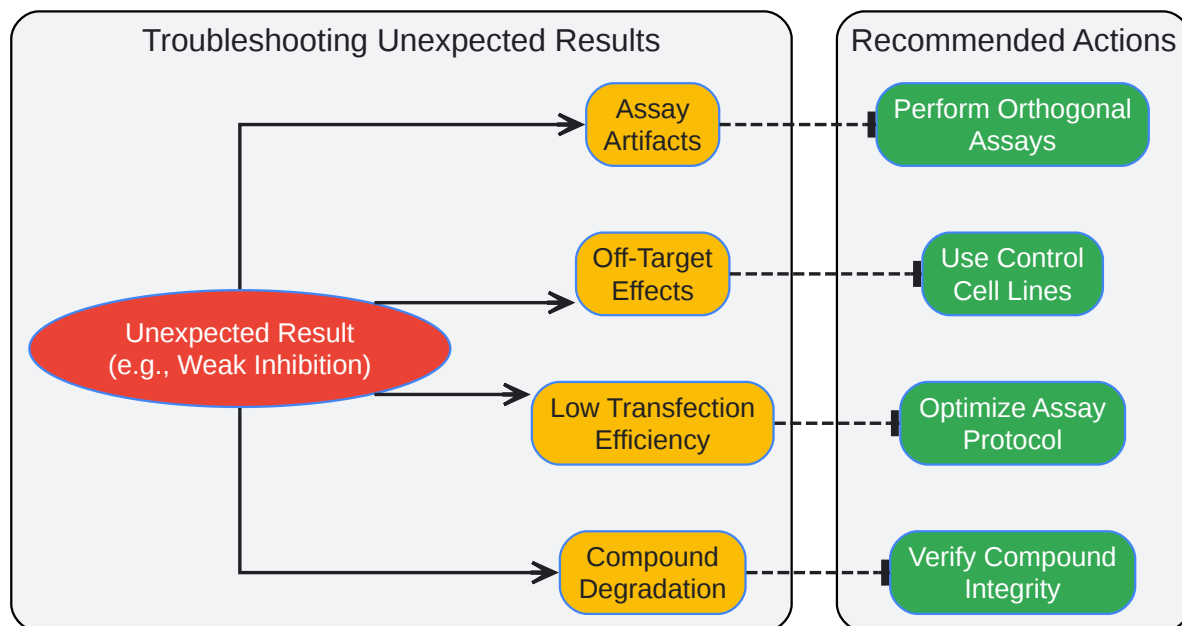 Troubleshooting Unexpected Results
Recommended Actions
Assay
Artifacts
Perform Orthogonal
Assays
Off-Target
Effects
Use Control
Cell Lines
Unexpected Result
(e.g., Weak Inhibition)
Low Transfection
Efficiency
Optimize Assay
Protocol
Compound
Degradation
Verify Compound
Integrity